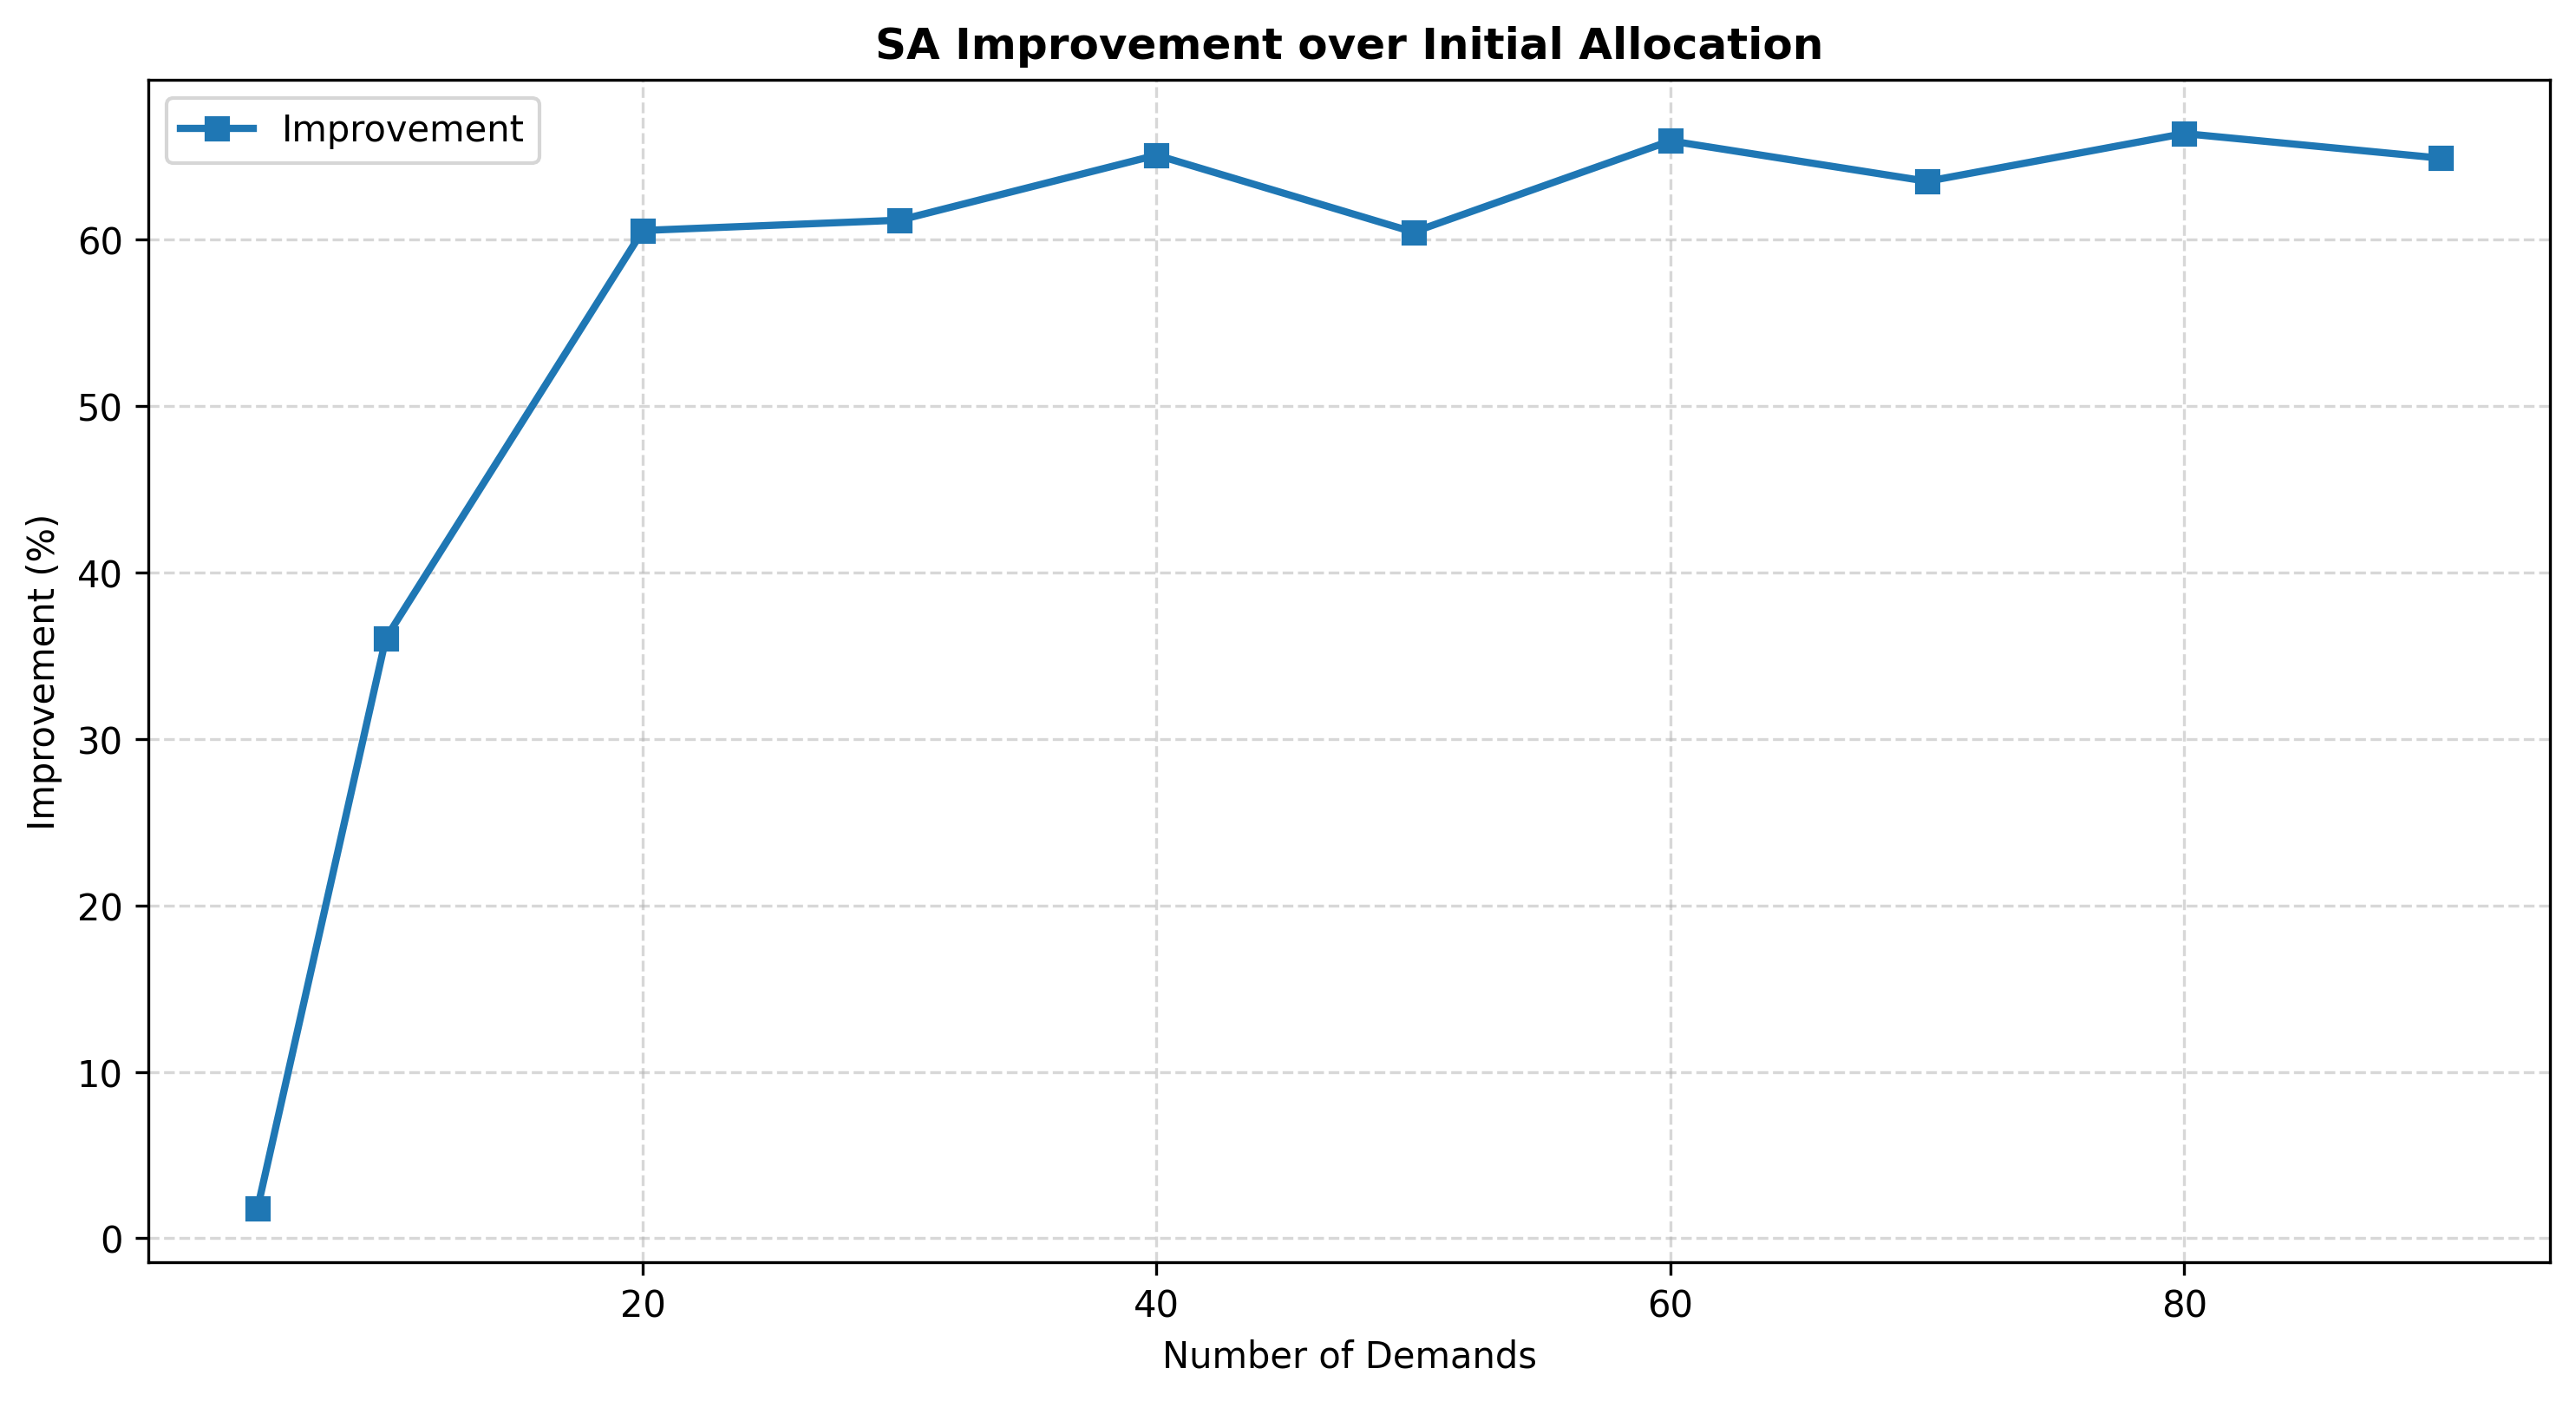 SA Improvement over Initial Allocation
Improvement
60
50
40
30
20
10
0
Improvement (%)
20 40 60 80
Number of Demands